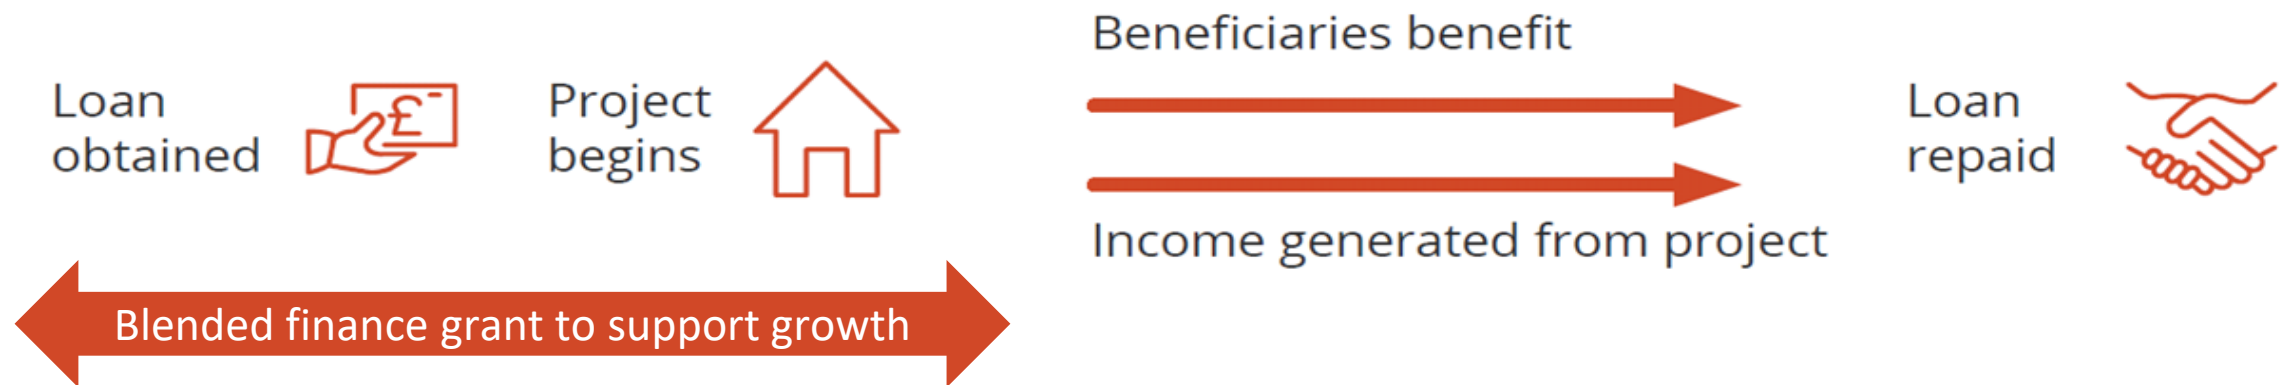 Loan
obtained
£
Project
begins
Beneficiaries benefit
Income generated from project
Loan
repaid
Blended finance grant to support growth